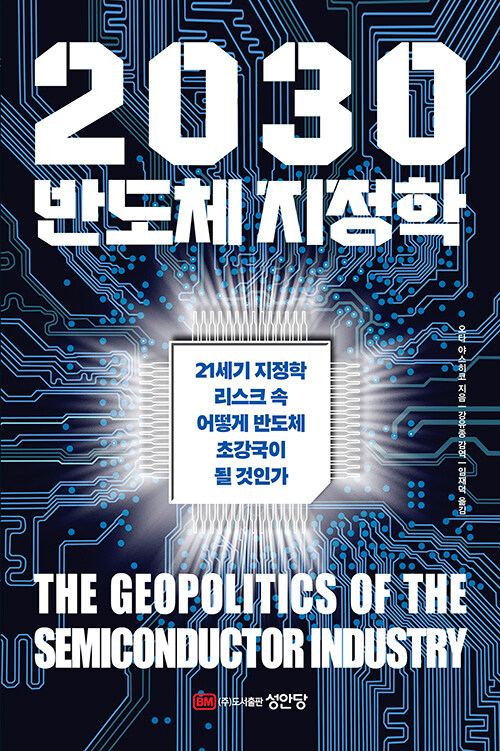 2030
반도체 지정학
21세기 지정학
리스크 속
어떻게 반도체
초강국이
될 것인가
오타 야스히코 지음 | 강유종 감역 | 임재덕 옮김
THE GEOPOLITICS OF THE
SEMICONDUCTOR INDUSTRY
BM (주)도서출판 성안당